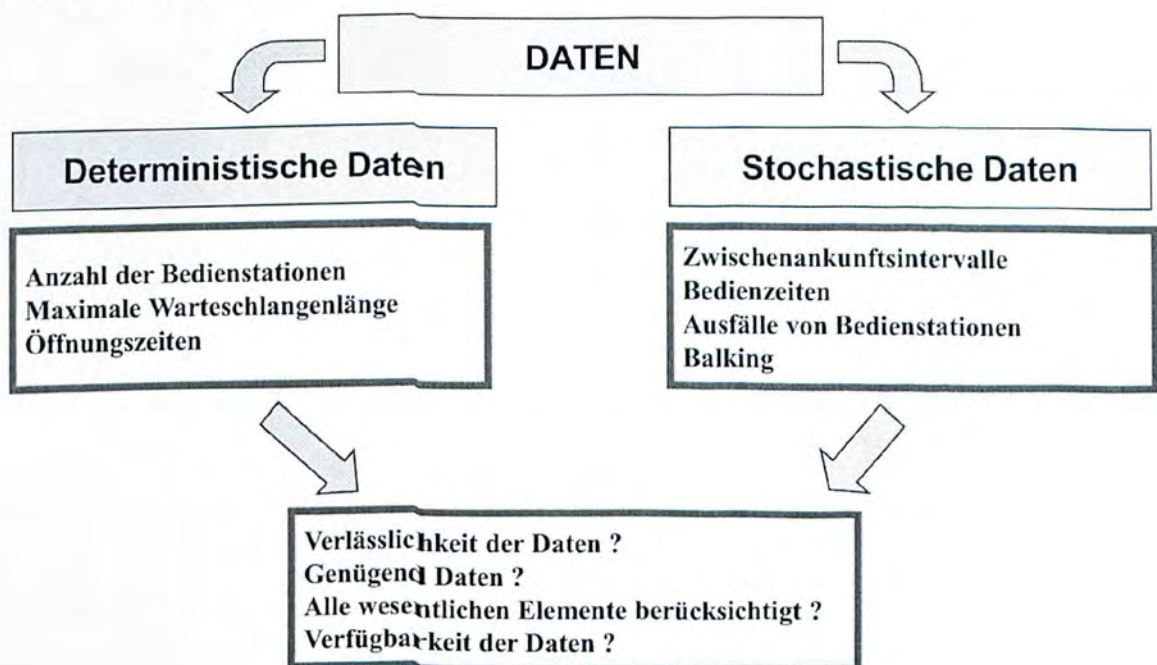 DATEN
Deterministische Daten
Stochastische Daten
Anzahl der Bedienstationen
Maximale Warteschlangenlänge
Öffnungszeiten
Zwischenankunftsintervalle
Bedienzeiten
Ausfälle von Bedienstationen
Balking
Verlässlichkeit der Daten ?
Genügend Daten ?
Alle wesentlichen Elemente berücksichtigt ?
Verfügbarkeit der Daten ?